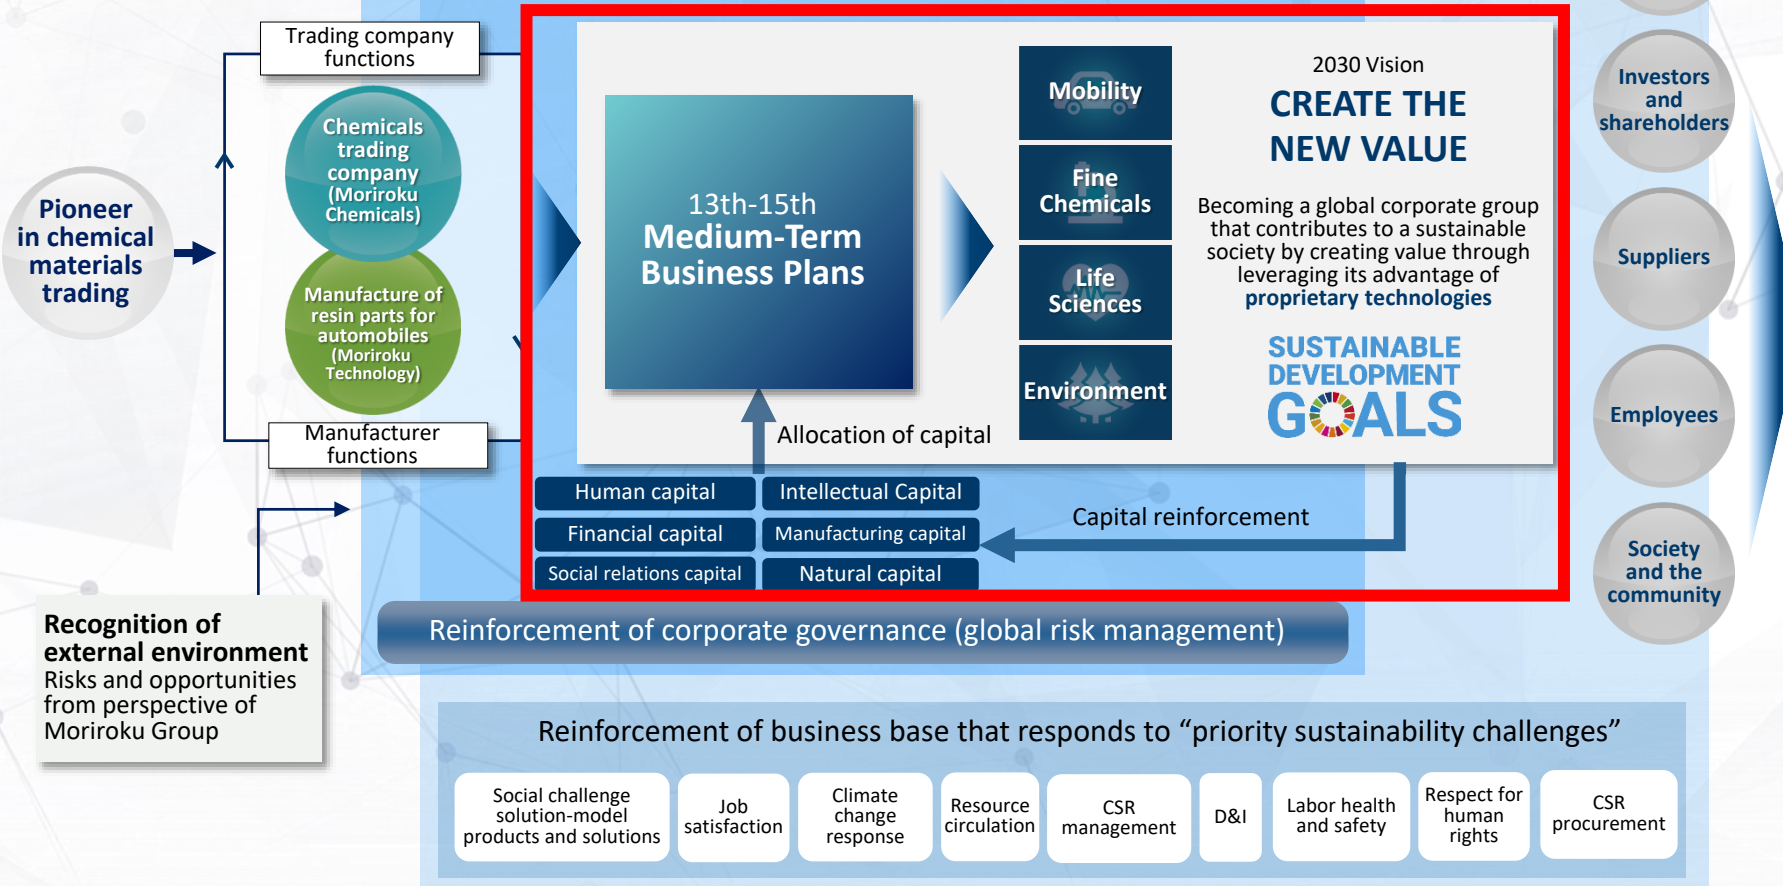 Trading company
functions
Chemicals
trading
company
(Moriroku
Chemicals)
Pioneer
in chemical
materials
trading
Manufacture of
resin parts for
automobiles
(Moriroku
Technology)
Manufacturer
functions
Recognition of
external environment
Risks and opportunities
from perspective of
Moriroku Group
13th-15th
Medium-Term
Business Plans
Allocation of capital
Mobility
Fine
Chemicals
Life
Sciences
Environment
2030 Vision
CREATE THE
NEW VALUE
Becoming a global corporate group
that contributes to a sustainable
society by creating value through
leveraging its advantage of
proprietary technologies
SUSTAINABLE
DEVELOPMENT
GOALS
Human capital
Intellectual Capital
Financial capital
Manufacturing capital
Social relations capital
Natural capital
Capital reinforcement
Reinforcement of corporate governance (global risk management)
Investors
and
shareholders
Suppliers
Employees
Society
and the
community
Reinforcement of business base that responds to “priority sustainability challenges”
Social challenge
solution-model
products and solutions
Job
satisfaction
Climate
change
response
Resource
circulation
CSR
management
D&I
Labor health
and safety
Respect for
human
rights
CSR
procurement